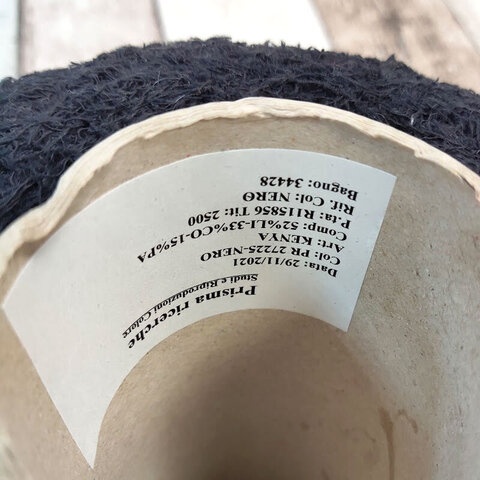 Prisma ricerche
Studi e Riproduzioni Colore
Data: 29/11/2021
Col: PR 27225-NERO
Art: KENYA
Comp: 52%LI-33%CO-15%PA
P.ta: R115856 Tit: 2500
Rif. Col: NERO
Bagno: 34428